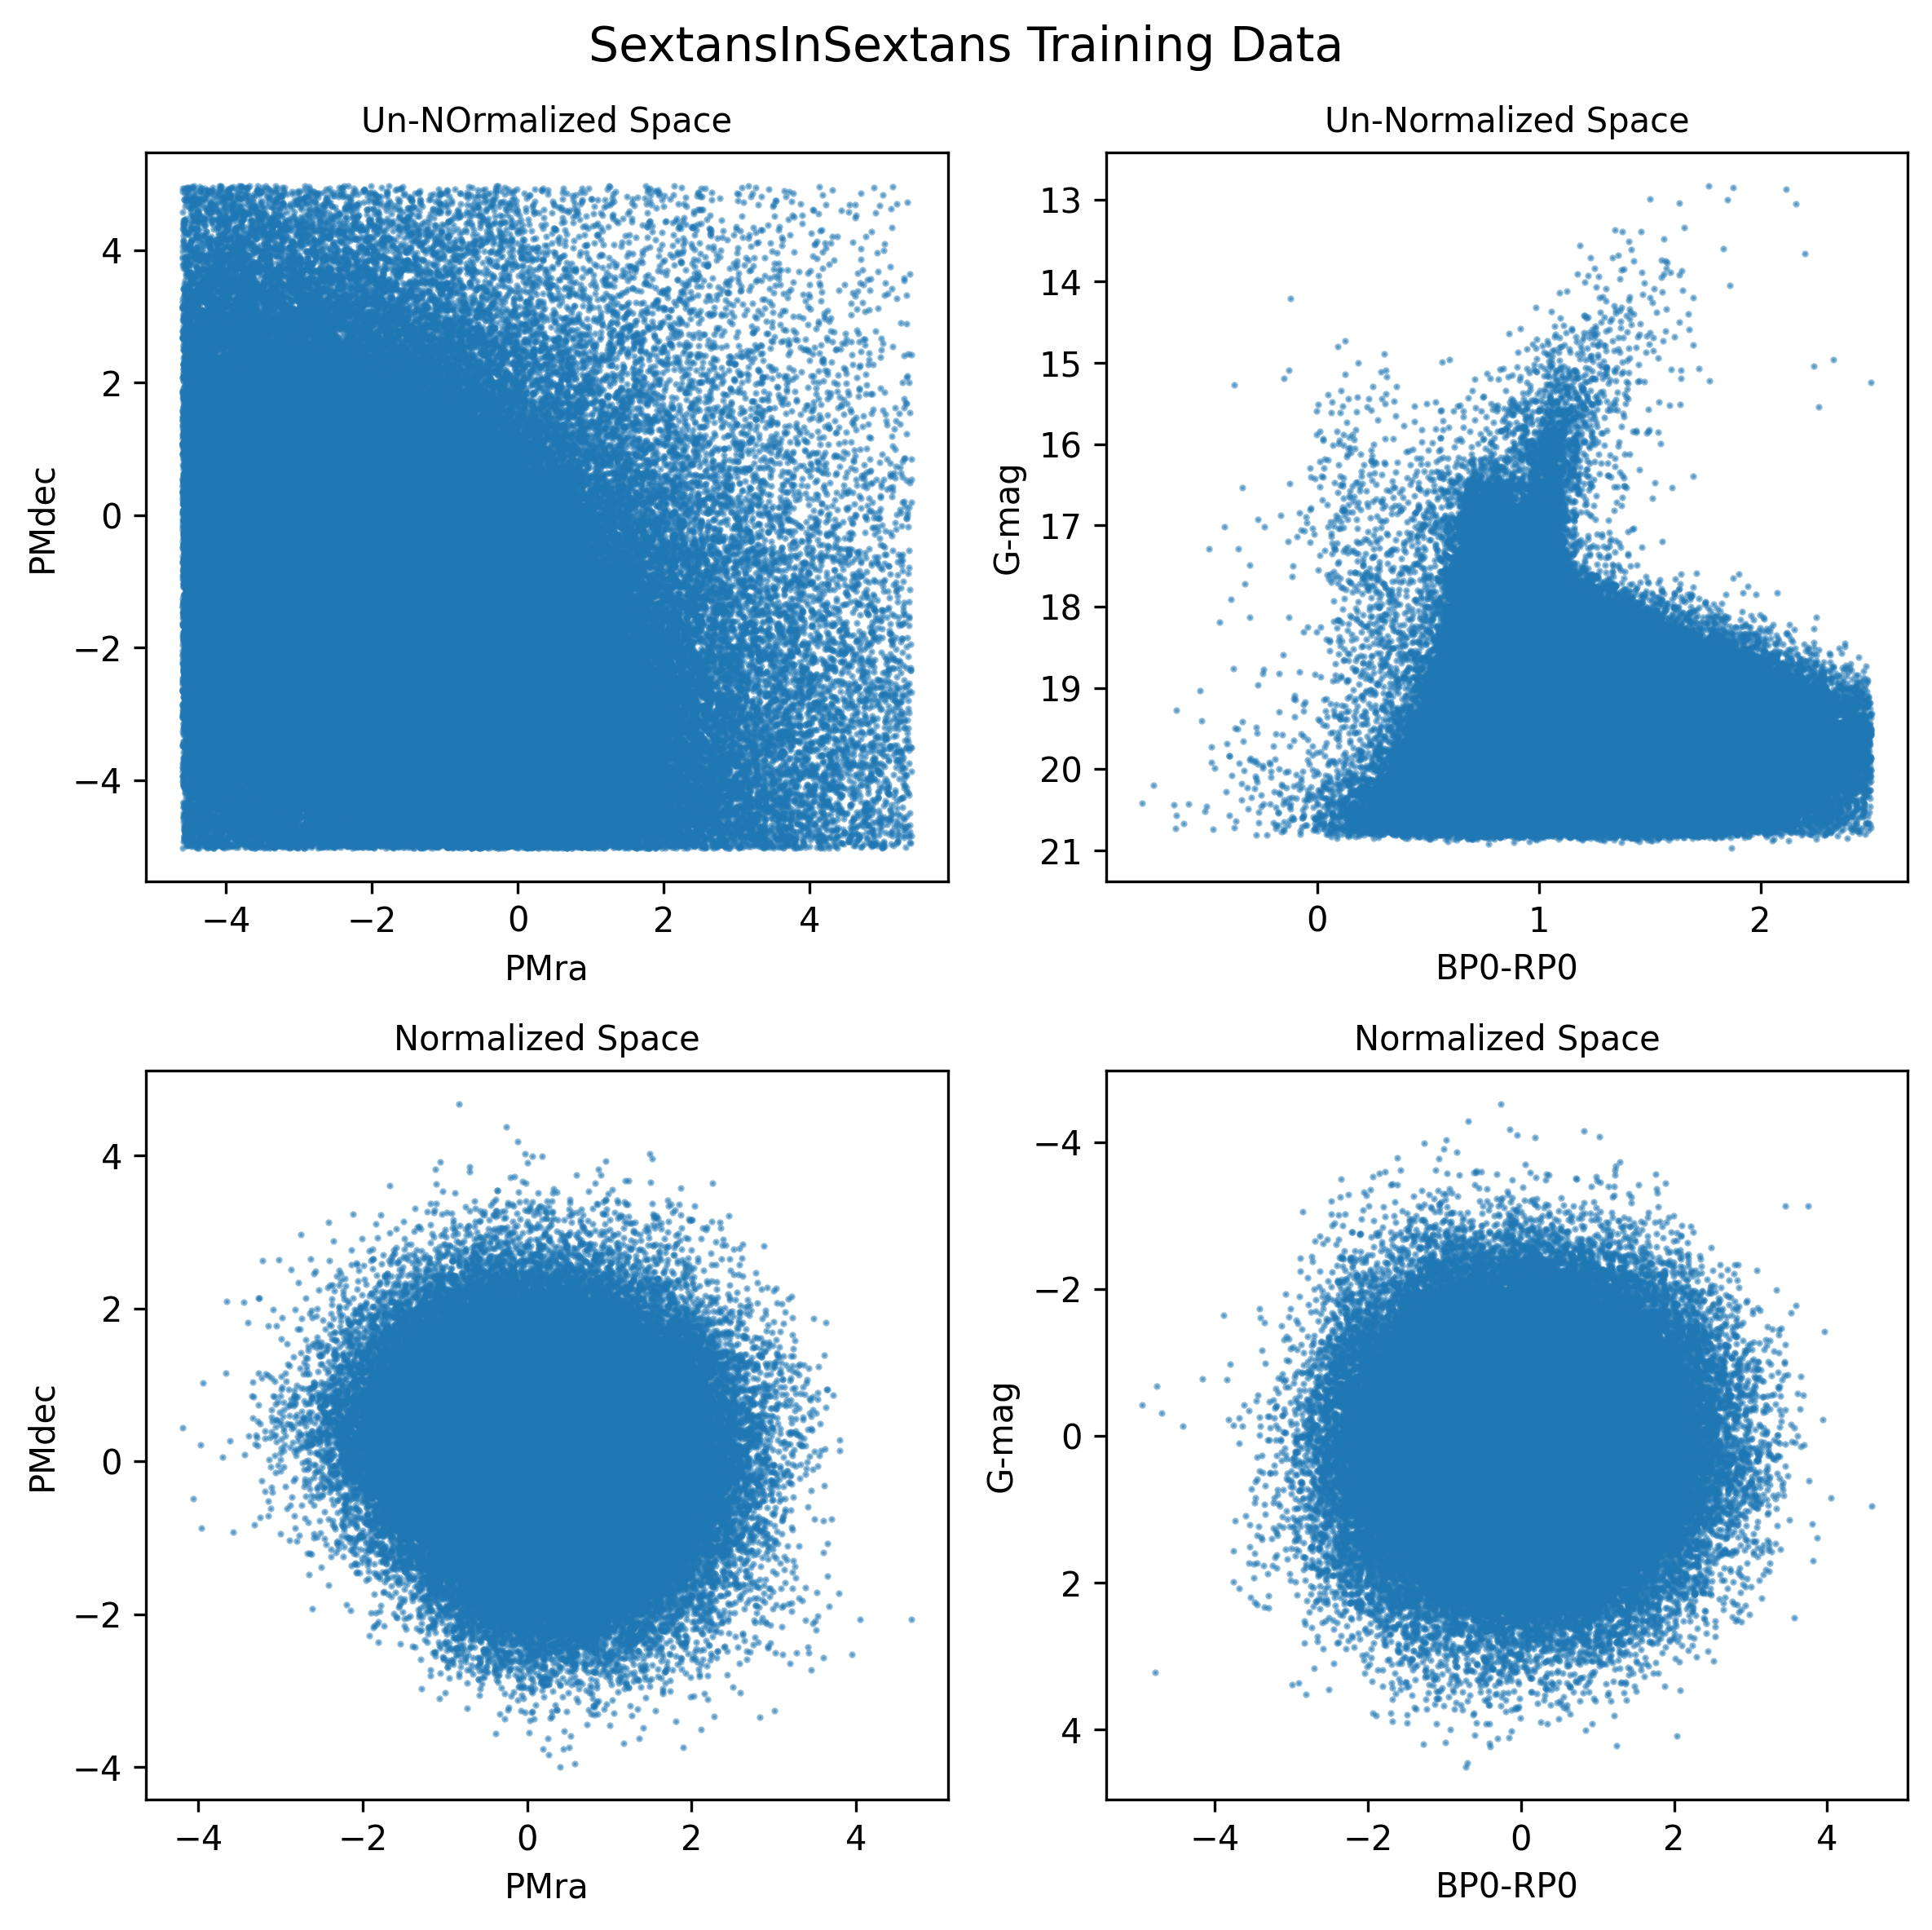 SextansInSextans Training Data
Un-NOrmalized Space
PMdec
4
2
0
−2
−4
−4 −2 0 2 4
PMra
Un-Normalized Space
G-mag
13
14
15
16
17
18
19
20
21
0 1 2
BP0-RP0
Normalized Space
PMdec
4
2
0
−2
−4
−4 −2 0 2 4
PMra
Normalized Space
G-mag
−4
−2
0
2
4
−4 −2 0 2 4
BP0-RP0